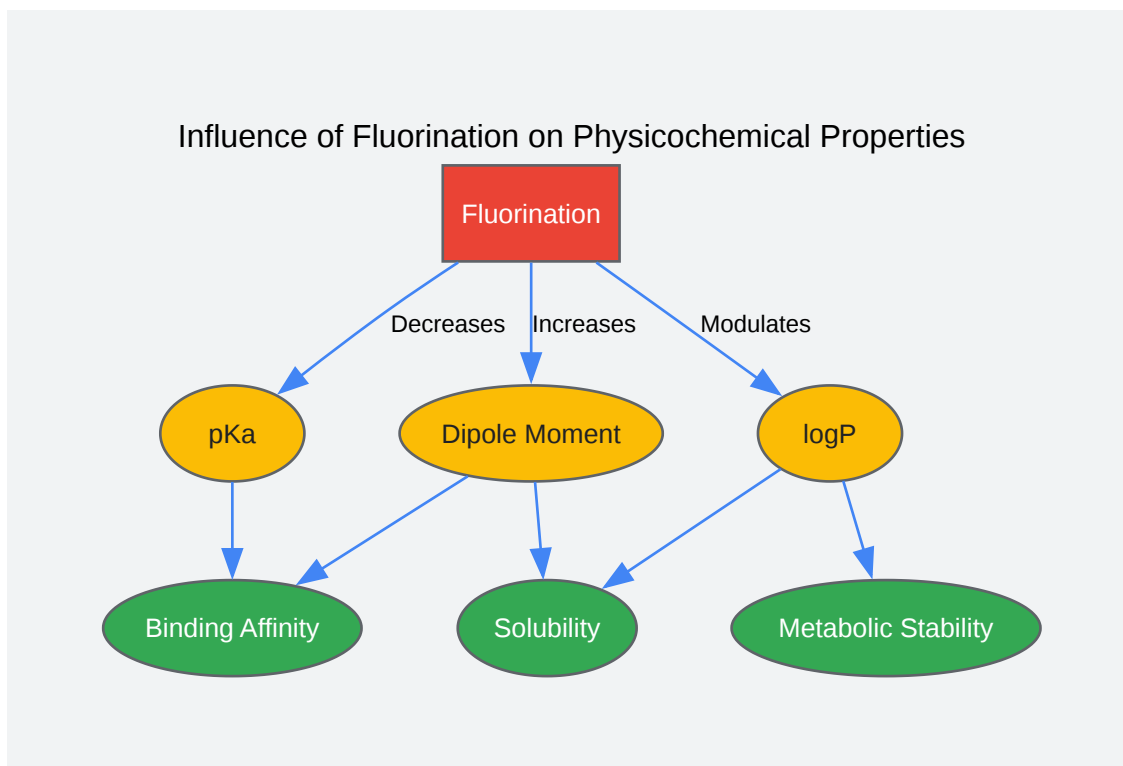 Influence of Fluorination on Physicochemical Properties
Fluorination
Decreases
Increases
Modulates
pKa
Dipole Moment
logP
Binding Affinity
Solubility
Metabolic Stability